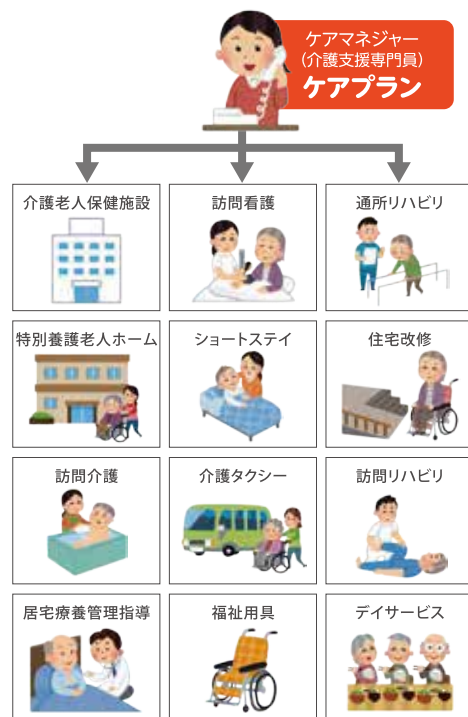 ケアマネジャー
(介護支援専門員)
ケアプラン
介護老人保健施設
訪問看護
通所リハビリ
特別養護老人ホーム
ショートステイ
住宅改修
訪問介護
介護タクシー
訪問リハビリ
居宅療養管理指導
福祉用具
デイサービス